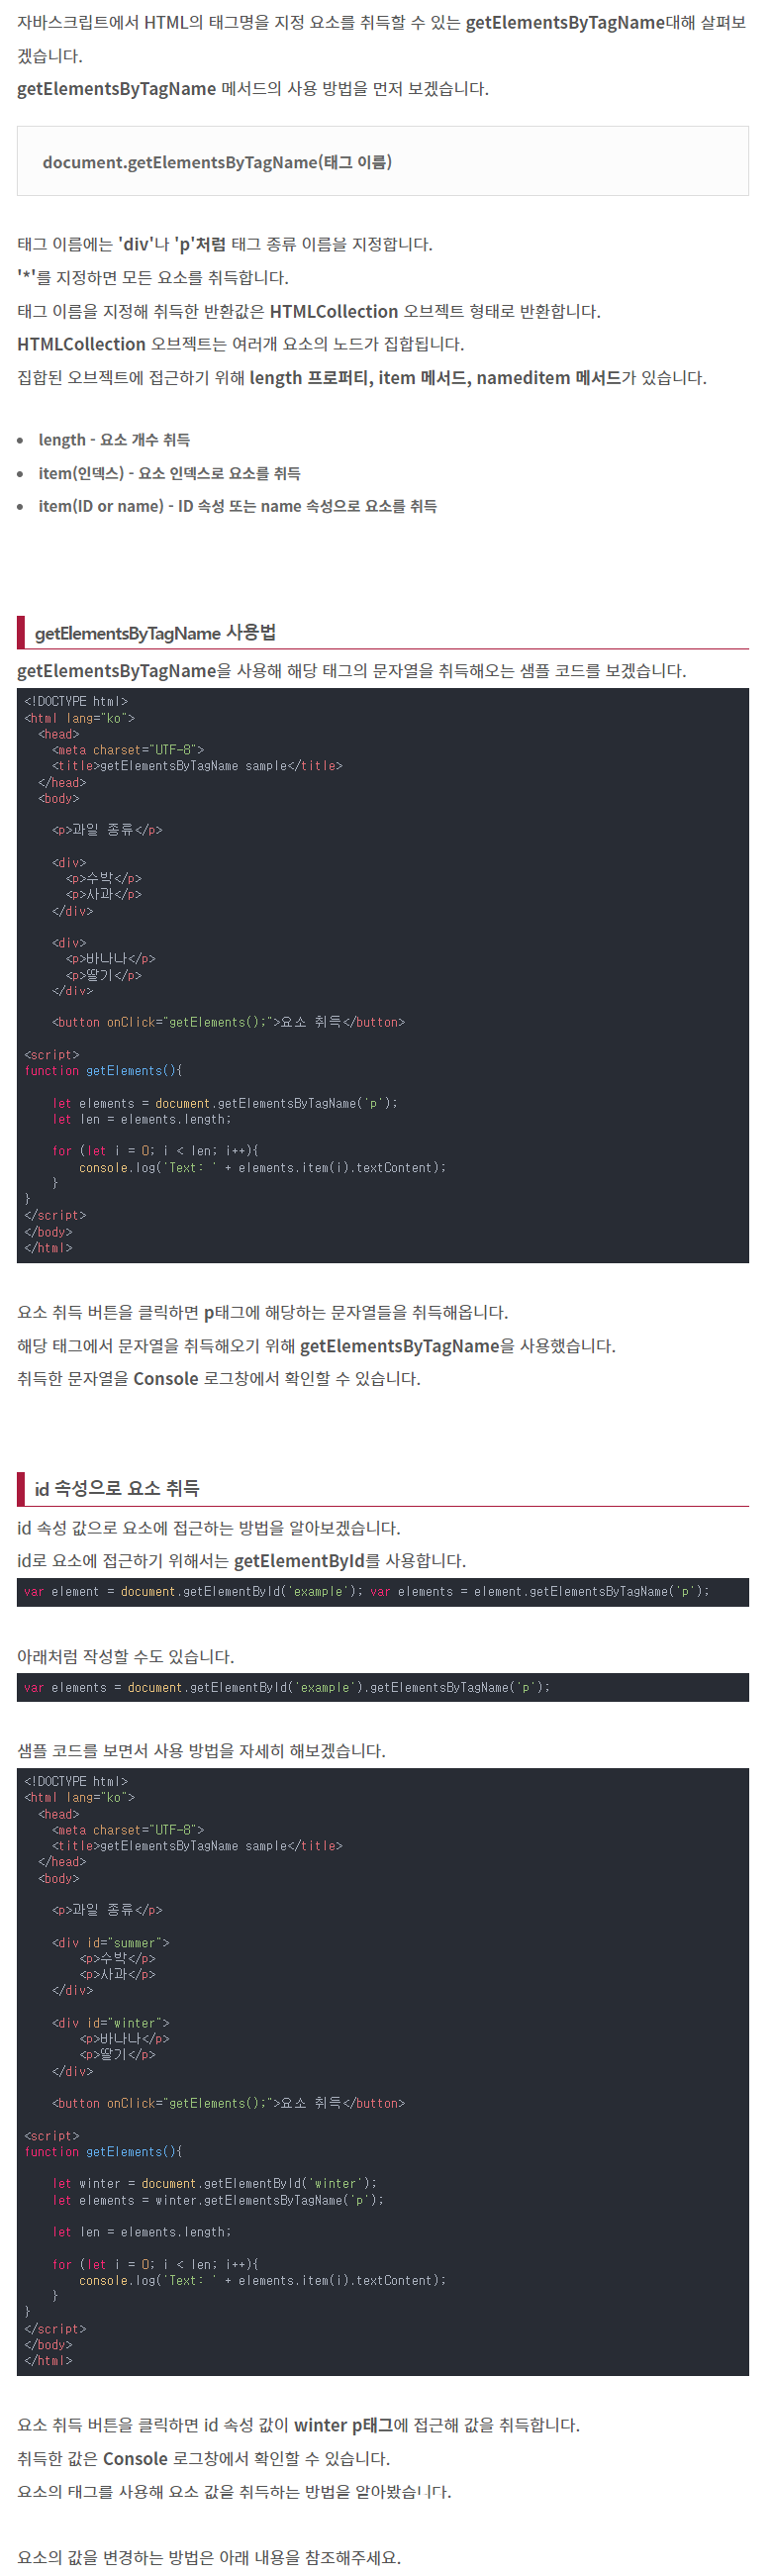 자바스크립트에서 HTML의 태그명을 지정 요소를 취득할 수 있는 getElementsByTagName대해 살펴보
겠습니다.
getElementsByTagName 메서드의 사용 방법을 먼저 보겠습니다.
document.getElementsByTagName(태그 이름)
태그 이름에는 'div'나 'p'처럼 태그 종류 이름을 지정합니다.
'*'를 지정하면 모든 요소를 취득합니다.
태그 이름을 지정해 취득한 반환값은 HTMLCollection 오브젝트 형태로 반환합니다.
HTMLCollection 오브젝트는 여러개 요소의 노드가 집합됩니다.
집합된 오브젝트에 접근하기 위해 length 프로퍼티, item 메서드, nameditem 메서드가 있습니다.
• length - 요소 개수 취득
• item(인덱스) - 요소 인덱스로 요소를 취득
• item(ID or name) - ID 속성 또는 name 속성으로 요소를 취득
getElementsByTagName 사용법
getElementsByTagName을 사용해 해당 태그의 문자열을 취득해오는 샘플 코드를 보겠습니다.
<!DOCTYPE html>
<html lang="ko">
<head>
<meta charset="UTF-8">
<title>getElementsByTagName sample</title>
</head>
<body>
<p>과일 종류</p>
<div>
<p>수박</p>
<p>사과</p>
</div>
<div>
<p>바나나</p>
<p>딸기</p>
</div>
<button onClick="getElements();">요소 취득</button>
<script>
function getElements(){
let elements = document.getElementsByTagName('p');
let len = elements.length;
for (let i = 0; i < len; i++){
console.log('Text: ' + elements.item(i).textContent);
}
}
</script>
</body>
</html>
요소 취득 버튼을 클릭하면 p태그에 해당하는 문자열들을 취득해옵니다.
해당 태그에서 문자열을 취득해오기 위해 getElementsByTagName을 사용했습니다.
취득한 문자열을 Console 로그창에서 확인할 수 있습니다.
id 속성으로 요소 취득
id 속성 값으로 요소에 접근하는 방법을 알아보겠습니다.
id로 요소에 접근하기 위해서는 getElementById를 사용합니다.
var element = document.getElementById('example'); var elements = element.getElementsByTagName('p');
아래처럼 작성할 수도 있습니다.
var elements = document.getElementById('example').getElementsByTagName('p');
샘플 코드를 보면서 사용 방법을 자세히 해보겠습니다.
<!DOCTYPE html>
<html lang="ko">
<head>
<meta charset="UTF-8">
<title>getElementsByTagName sample</title>
</head>
<body>
<p>과일 종류</p>
<div id="summer">
<p>수박</p>
<p>사과</p>
</div>
<div id="winter">
<p>바나나</p>
<p>딸기</p>
</div>
<button onClick="getElements();">요소 취득</button>
<script>
function getElements(){
let winter = document.getElementById('winter');
let elements = winter.getElementsByTagName('p');
let len = elements.length;
for (let i = 0; i < len; i++){
console.log('Text: ' + elements.item(i).textContent);
}
}
</script>
</body>
</html>
요소 취득 버튼을 클릭하면 id 속성 값이 winter p태그에 접근해 값을 취득합니다.
취득한 값은 Console 로그창에서 확인할 수 있습니다.
요소의 태그를 사용해 요소 값을 취득하는 방법을 알아봤습니다.
요소의 값을 변경하는 방법은 아래 내용을 참조해주세요.